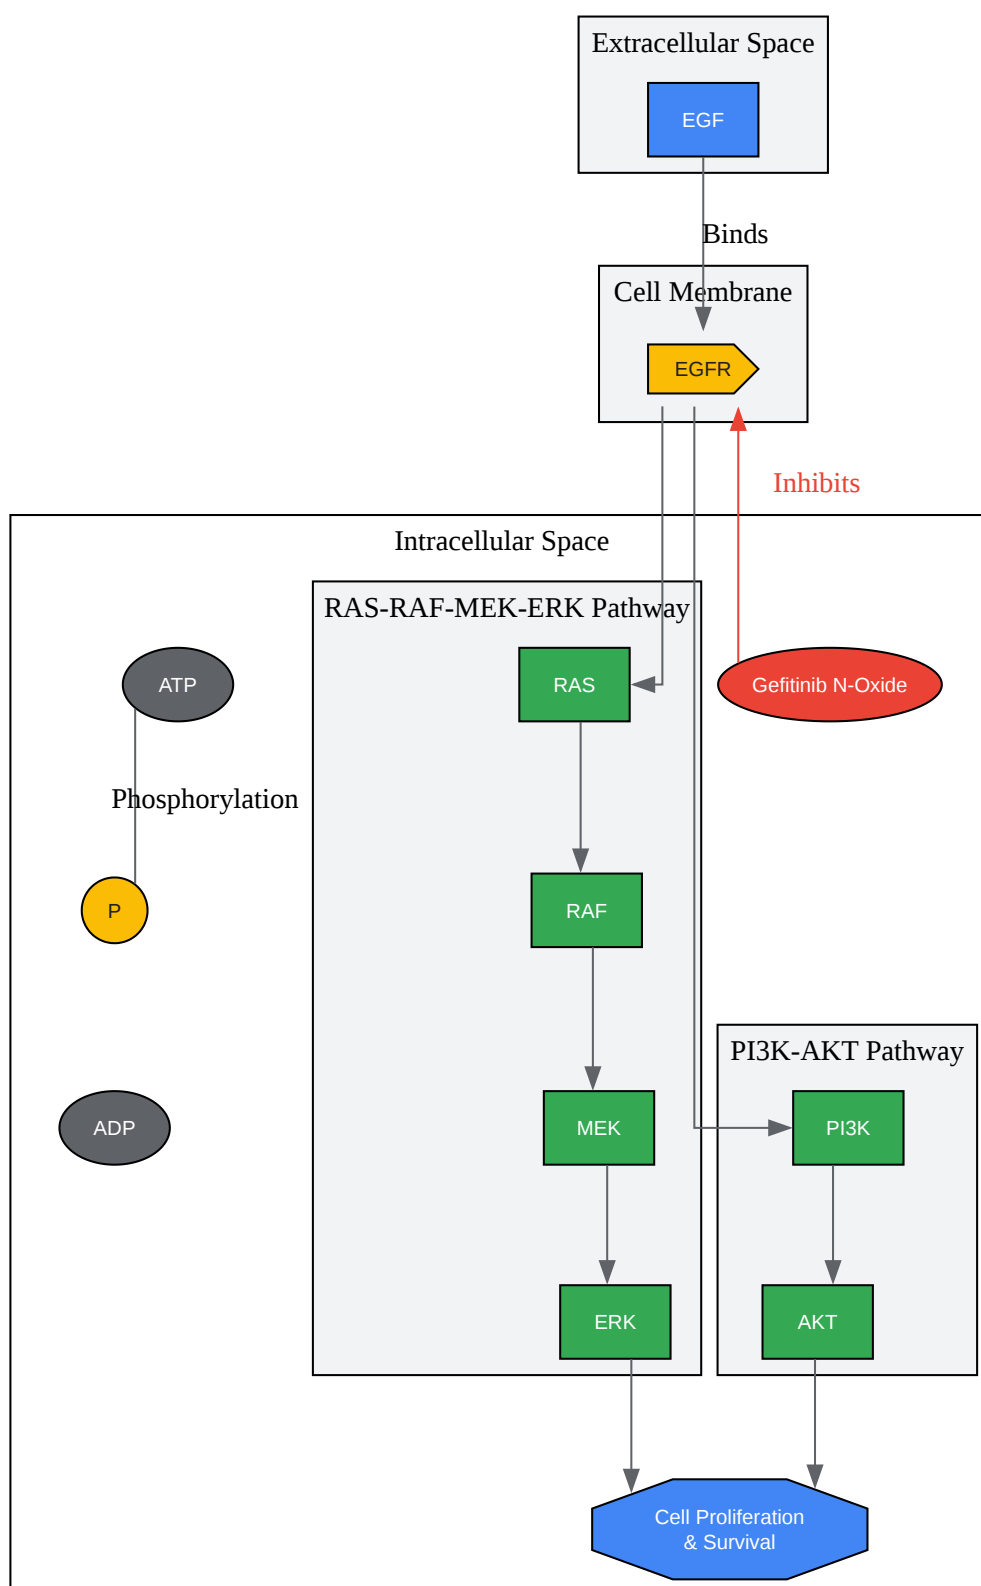 Extracellular Space
EGF
Binds
Cell Membrane
EGFR
Inhibits
Intracellular Space
RAS-RAF-MEK-ERK Pathway
ATP
RAS
Gefitinib N-Oxide
Phosphorylation
P
RAF
PI3K-AKT Pathway
ADP
MEK
PI3K
ERK
AKT
Cell Proliferation
& Survival